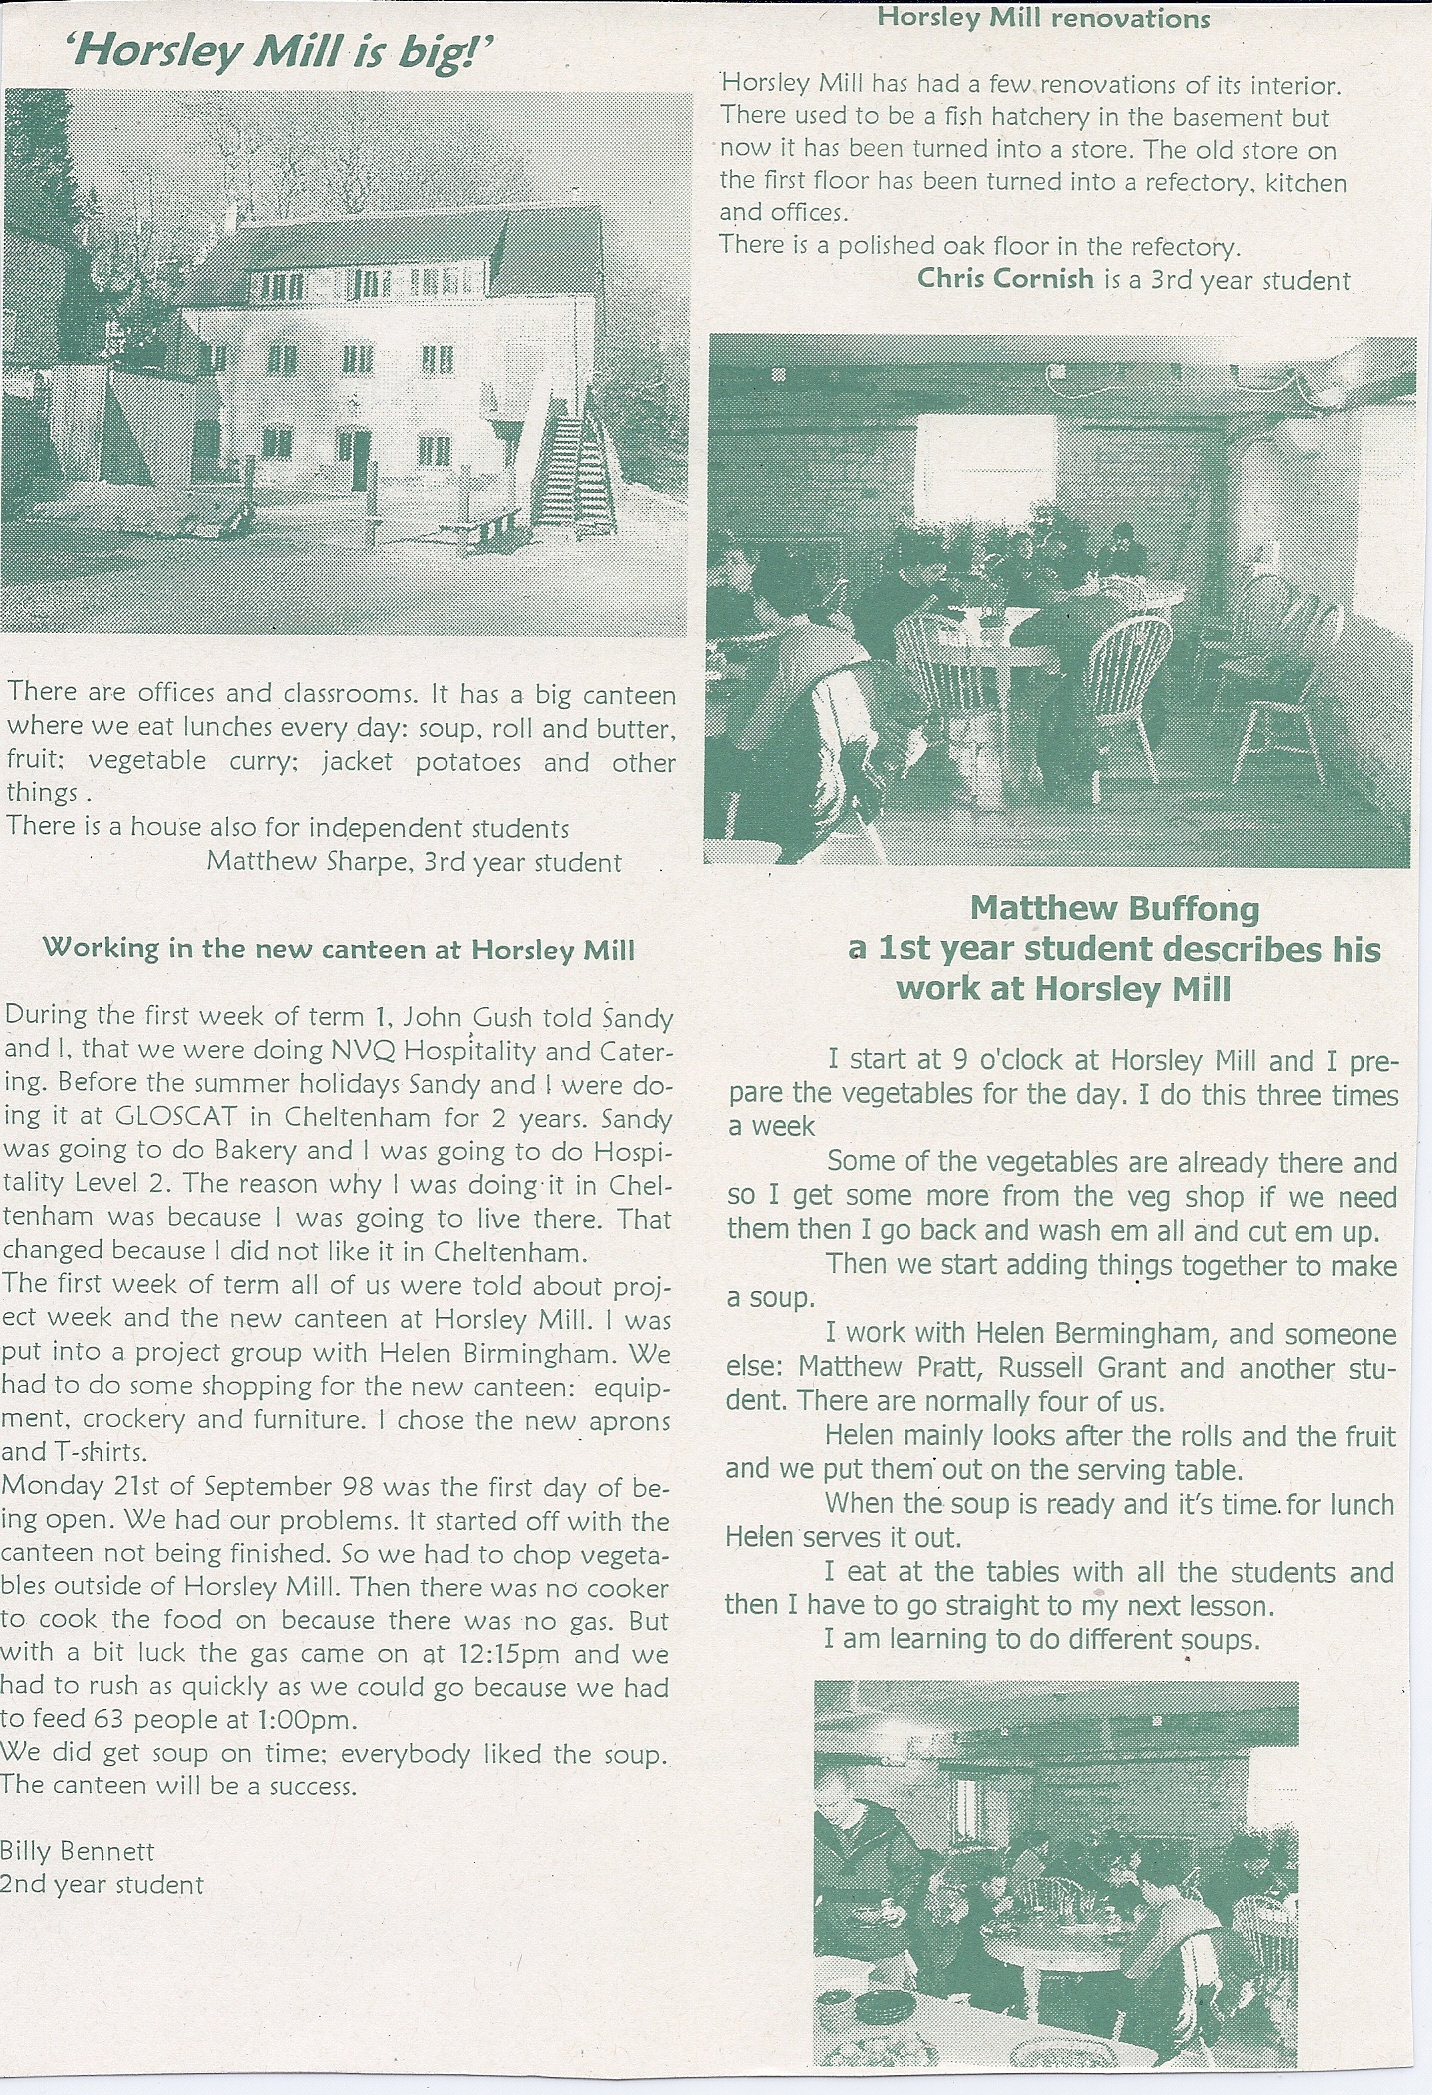 ‘Horsley Mill is big!’
There are offices and classrooms. It has a big canteen
where we eat lunches every day: soup, roll and butter,
fruit; vegetable curry; jacket potatoes and other
things .
There is a house also for independent students
Matthew Sharpe, 3rd year student
Working in the new canteen at Horsley Mill
During the first week of term 1, John Gush told Sandy
and I, that we were doing NVQ Hospitality and Cater-
ing. Before the summer holidays Sandy and I were do-
ing it at GLOSCAT in Cheltenham for 2 years. Sandy
was going to do Bakery and I was going to do Hospi-
tality Level 2. The reason why I was doing it in Chel-
tenham was because I was going to live there. That
changed because I did not like it in Cheltenham.
The first week of term all of us were told about proj-
ect week and the new canteen at Horsley Mill. I was
put into a project group with Helen Birmingham. We
had to do some shopping for the new canteen: equip-
ment, crockery and furniture. I chose the new aprons
and T-shirts.
Monday 21st of September 98 was the first day of be-
ing open. We had our problems. It started off with the
canteen not being finished. So we had to chop vegeta-
bles outside of Horsley Mill. Then there was no cooker
to cook the food on because there was no gas. But
with a bit luck the gas came on at 12:15pm and we
had to rush as quickly as we could go because we had
to feed 63 people at 1:00pm.
We did get soup on time; everybody liked the soup.
The canteen will be a success.
Billy Bennett
2nd year student
Horsley Mill renovations
Horsley Mill has had a few renovations of its interior.
There used to be a fish hatchery in the basement but
now it has been turned into a store. The old store on
the first floor has been turned into a refectory, kitchen
and offices.
There is a polished oak floor in the refectory.
Chris Cornish is a 3rd year student
Matthew Buffong
a 1st year student describes his
work at Horsley Mill
I start at 9 o'clock at Horsley Mill and I pre-
pare the vegetables for the day. I do this three times
a week
Some of the vegetables are already there and
so I get some more from the veg shop if we need
them then I go back and wash em all and cut em up.
Then we start adding things together to make
a soup.
I work with Helen Bermingham, and someone
else: Matthew Pratt, Russell Grant and another stu-
dent. There are normally four of us.
Helen mainly looks after the rolls and the fruit
and we put them out on the serving table.
When the soup is ready and it’s time for lunch
Helen serves it out.
I eat at the tables with all the students and
then I have to go straight to my next lesson.
I am learning to do different soups.